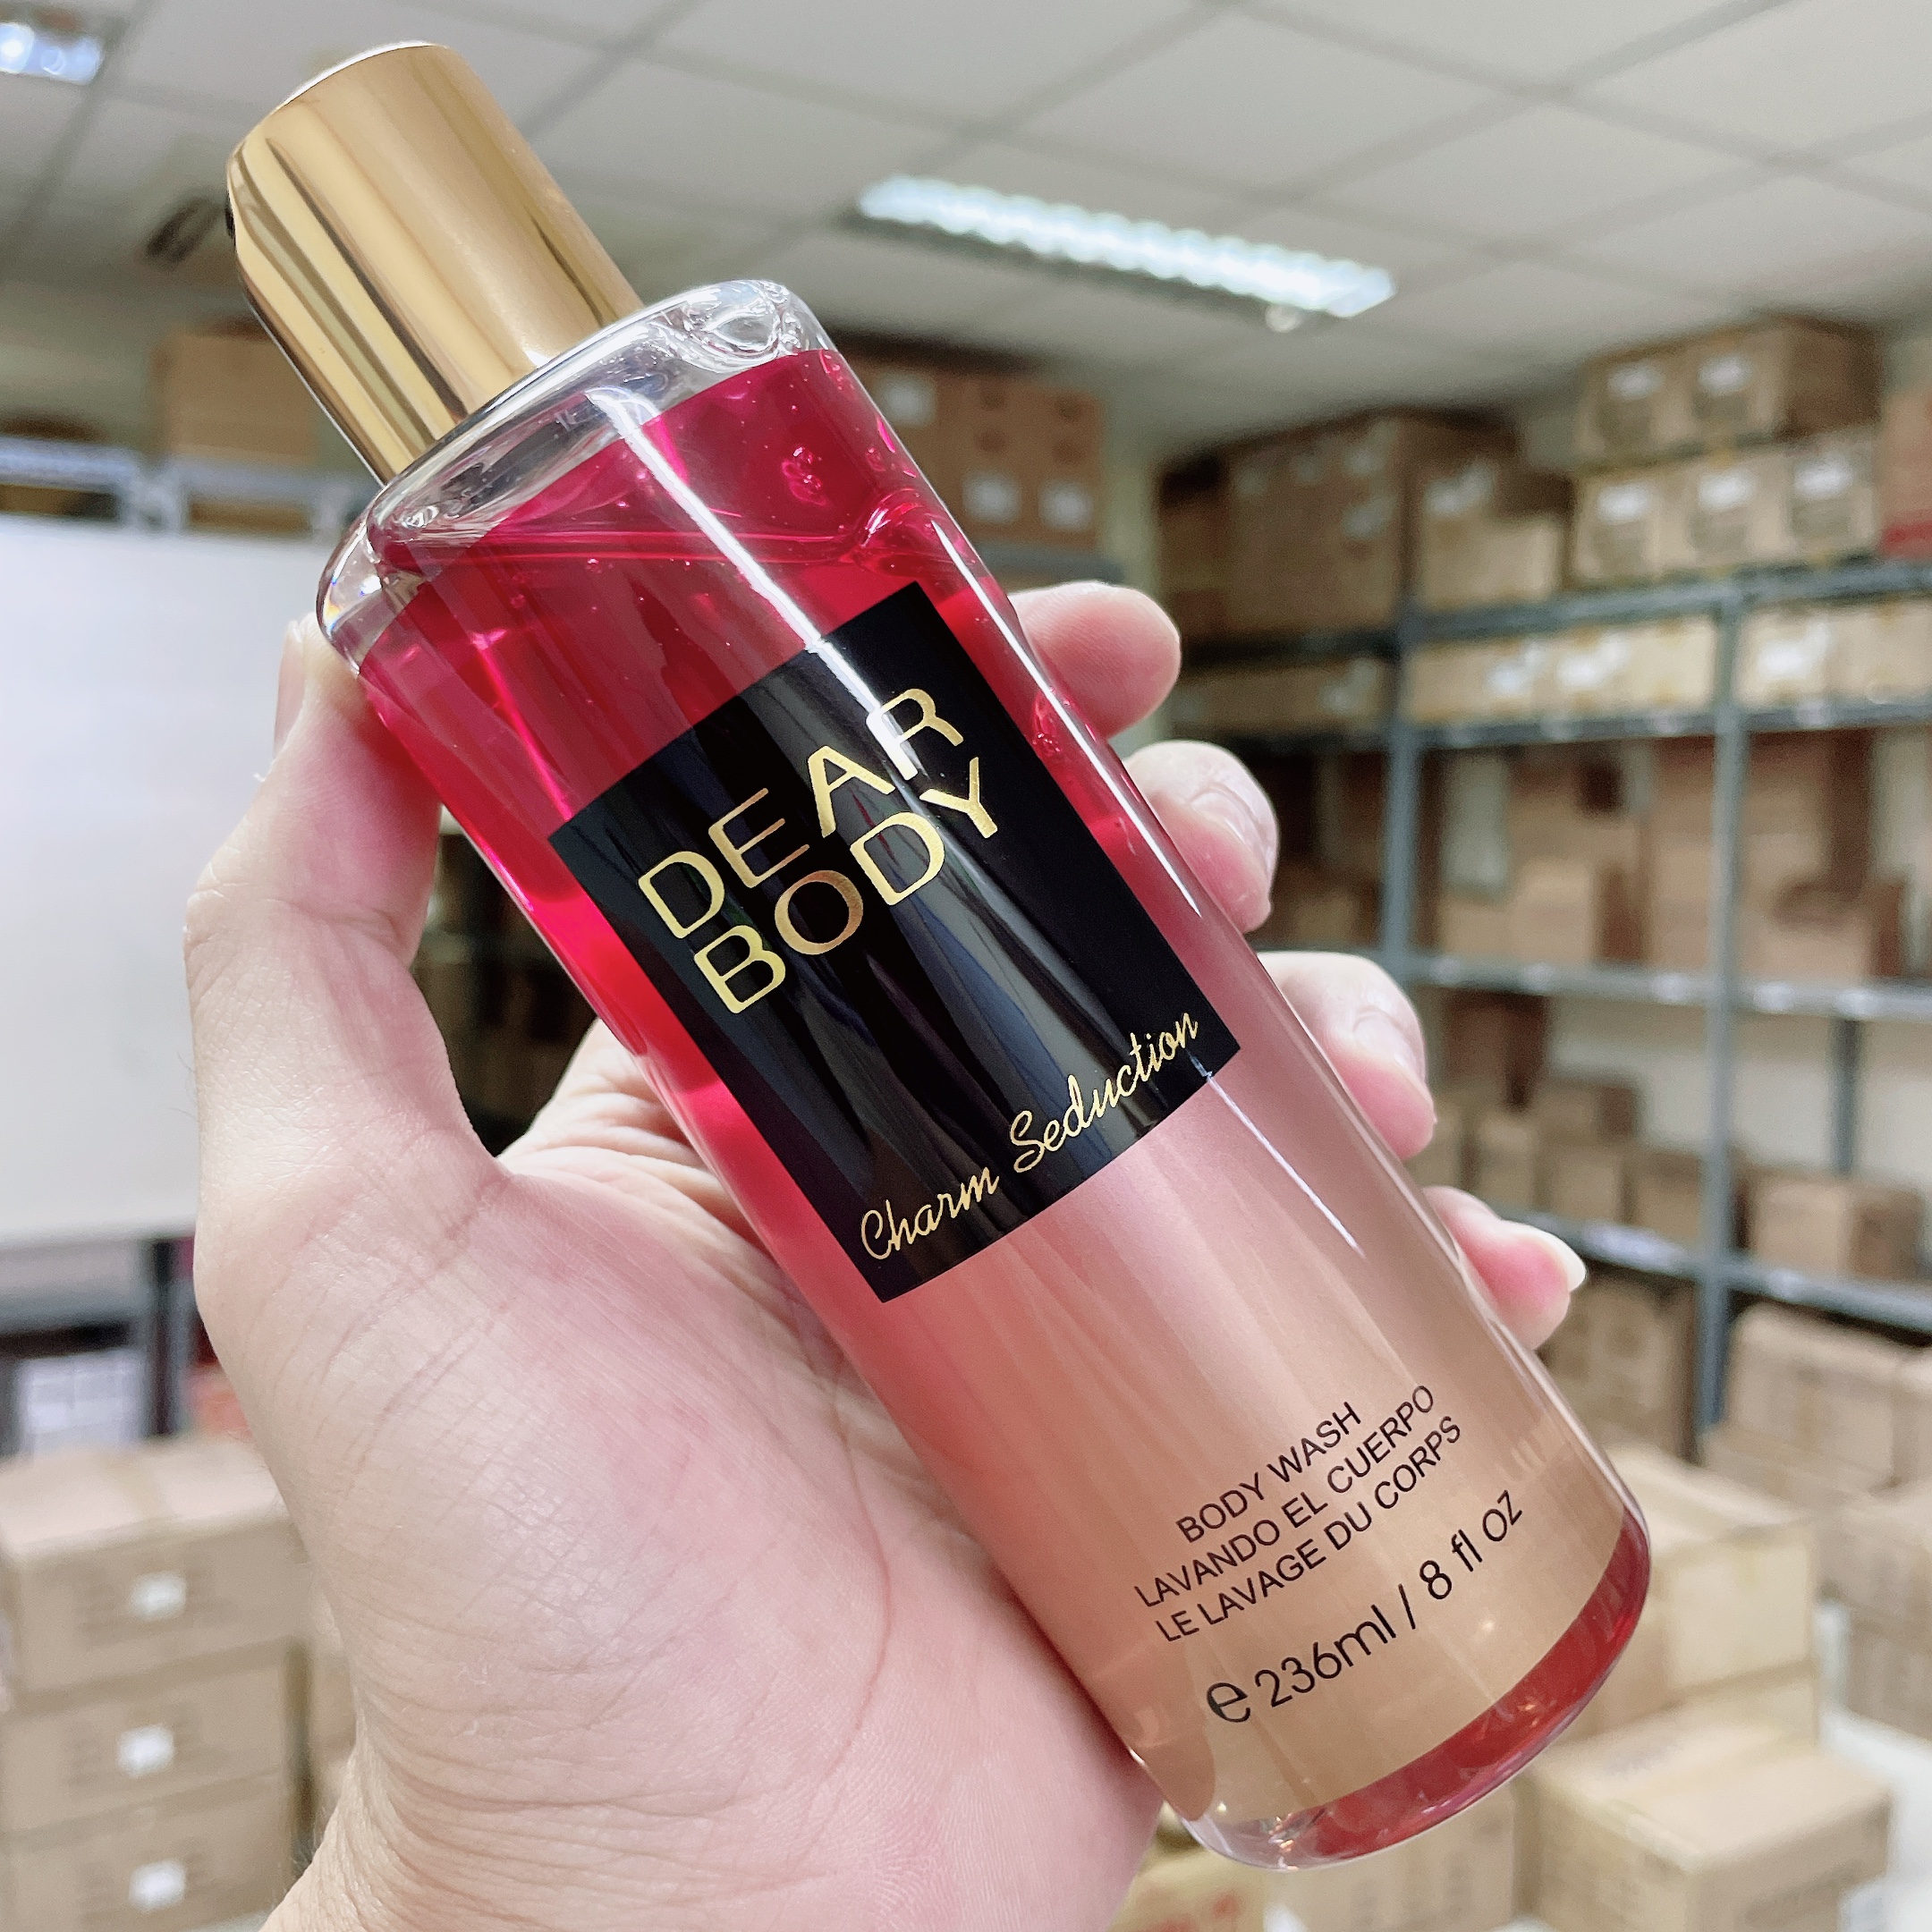 DEAR
BODY
Charm Seduction
BODY WASH
LAVANDO EL CUERPO
LE LAVAGE DU CORPS
℮ 236ml / 8 fl oz